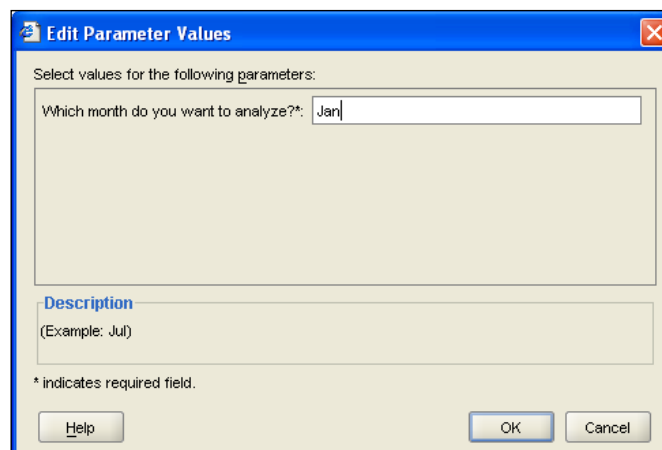 Edit Parameter Values
Select values for the following parameters:
Which month do you want to analyze?*: Jan
Description
(Example: Jul)
* indicates required field.
Help OK Cancel